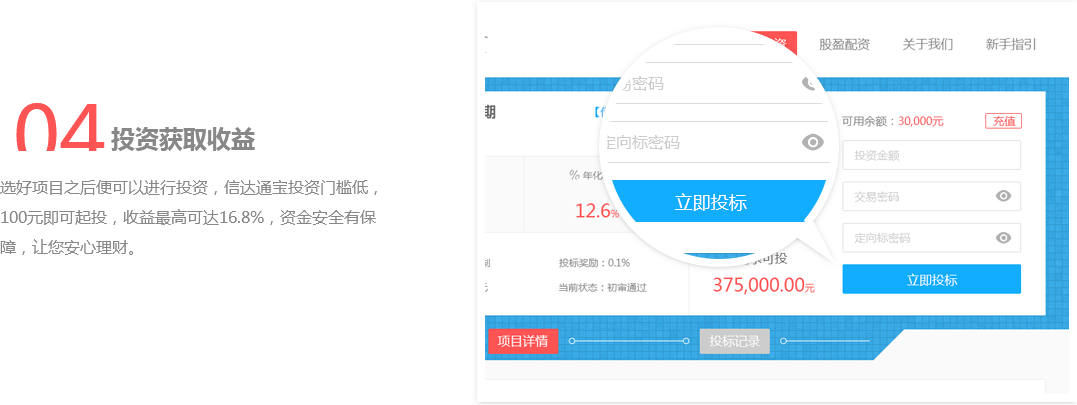 04 投资获取收益
选好项目之后便可以进行投资，信达通宝投资门槛低，
100元即可起投，收益最高可达16.8%，资金安全有保
障，让您安心理财。
资 股盈配资 关于我们 新手指引
期
可用余额：30,000元 充值
投资金额
交易密码
定向标密码
立即投标
易密码
定向标密码
立即投标
% 年化
12.6%
投标奖励：0.1%
当前状态：初审通过
可投
375,000.00元
项目详情
投标记录